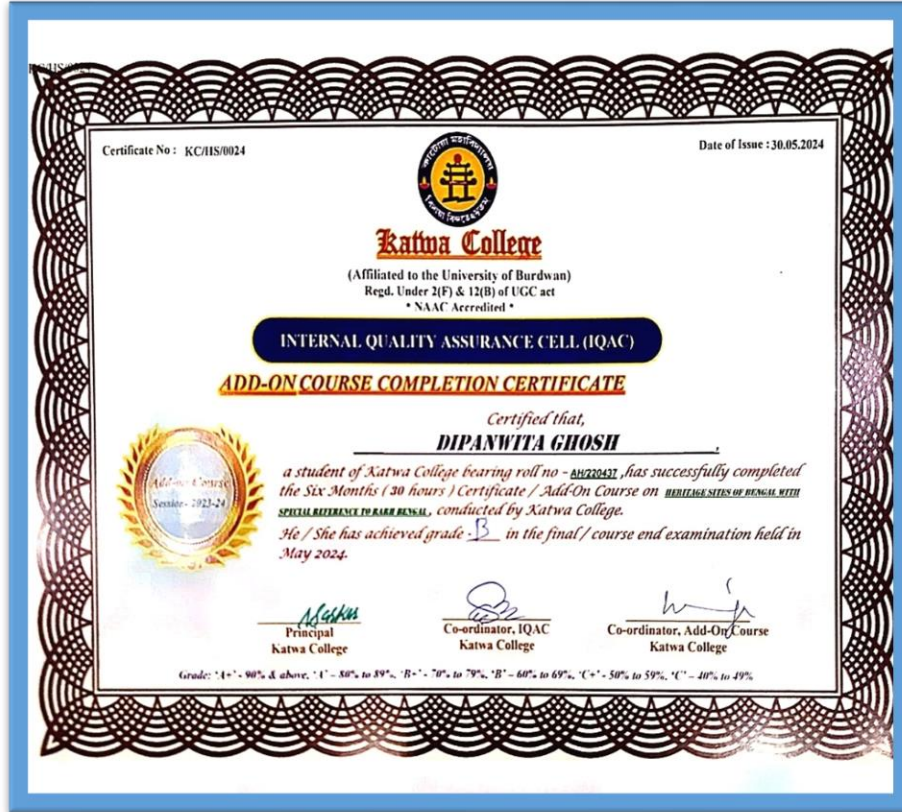 Certificate No : KC/HS/0024
Date of Issue : 30.05.2024
কাটোয়া মহাবিদ্যালয়
Katwa College
(Affiliated to the University of Burdwan)
Regd. Under 2(F) & 12(B) of UGC act
* NAAC Accredited *
INTERNAL QUALITY ASSURANCE CELL (IQAC)
ADD-ON COURSE COMPLETION CERTIFICATE
Certified that,
DIPANWITA GHOSH .
a student of Katwa College bearing roll no - AH/220437 ,has successfully completed
the Six Months ( 30 hours ) Certificate / Add-On Course on HERITAGE SITES OF BENGAL WITH
SPECIAL REFERENCE TO RARH BENGAL , conducted by Katwa College.
He / She has achieved grade - B in the final / course end examination held in
May 2024.
Add-on Course
Session- 2023-24
Principal
Katwa College
Co-ordinator, IQAC
Katwa College
Co-ordinator, Add-On Course
Katwa College
Grade: 'A+' - 90% & above, 'A' – 80% to 89%, 'B+' - 70% to 79%, 'B' – 60% to 69%, 'C+' - 50% to 59%, 'C' – 40% to 49%